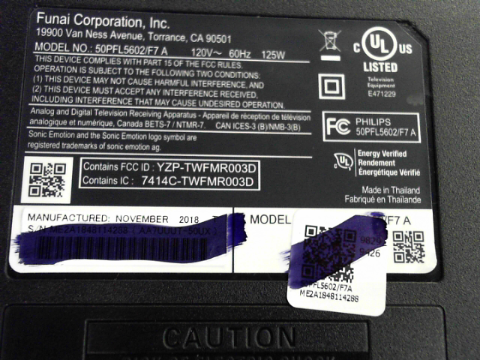 Funai Corporation, Inc.
19900 Van Ness Avenue, Torrance, CA 90501
MODEL NO.: 50PFL5602/F7 A 120V~ 60Hz 125W
THIS DEVICE COMPLIES WITH PART 15 OF THE FCC RULES.
OPERATION IS SUBJECT TO THE FOLLOWING TWO CONDITIONS:
(1) THIS DEVICE MAY NOT CAUSE HARMFUL INTERFERENCE, AND
(2) THIS DEVICE MUST ACCEPT ANY INTERFERENCE RECEIVED,
INCLUDING INTERFERENCE THAT MAY CAUSE UNDESIRED OPERATION.
Analog and Digital Television Receiving Apparatus - Appareil de réception de télévision
analogique et numérique, Canada BETS-7 / NTMR-7. CAN ICES-3 (B)/NMB-3(B)
Sonic Emotion and the Sonic Emotion logo symbol are
registered trademarks of sonic emotion ag.
Contains FCC ID : YZP-TWFMR003D
Contains IC : 7414C-TWFMR003D
c UL US
LISTED
Television
Equipment
E471229
FC
PHILIPS
50PFL5602/F7 A
Energy Verified
Rendement
Énergétique Vérifié
Made in Thailand
Fabriqué en Thaïlande
MANUFACTURED: NOVEMBER 2018
MODEL F7 A
PFL5602/F7A
ME2A1848114288
CAUTION